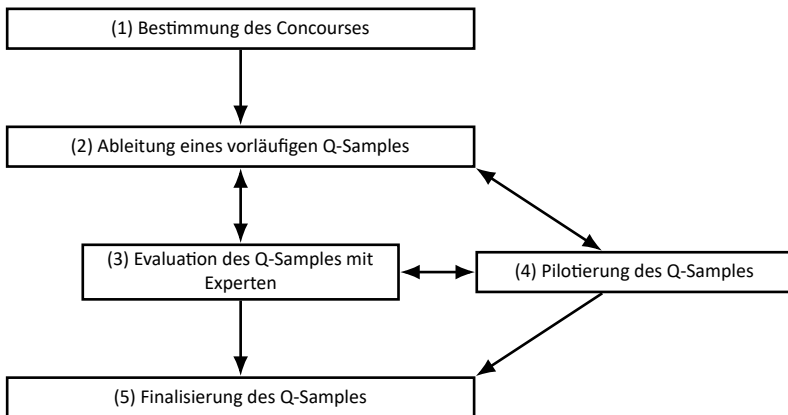 (1) Bestimmung des Concourses
(2) Ableitung eines vorläufigen Q-Samples
(3) Evaluation des Q-Samples mit
Experten
(4) Pilotierung des Q-Samples
(5) Finalisierung des Q-Samples